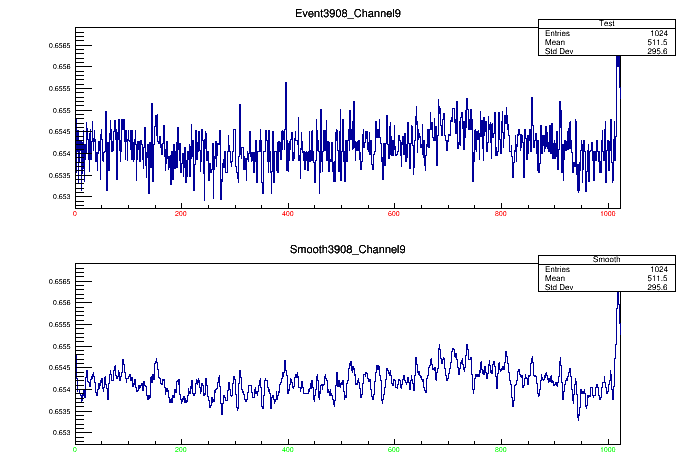 Event3908_Channel9
Test
Entries 1024
Mean 511.5
Std Dev 295.6
0.6565
0.656
0.6555
0.655
0.6545
0.654
0.6535
0.653
0 200 400 600 800 1000
Smooth3908_Channel9
Smooth
Entries 1024
Mean 511.5
Std Dev 295.6
0.6565
0.656
0.6555
0.655
0.6545
0.654
0.6535
0.653
0 200 400 600 800 1000